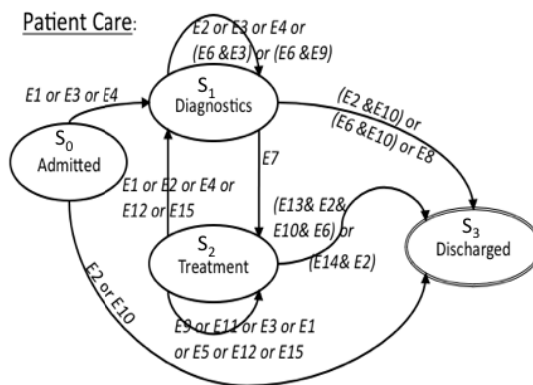 Patient Care:
E2 or E3 or E4 or
(E6 &E3) or (E6 &E9)
S1
Diagnostics
E1 or E3 or E4
(E2 &E10) or
(E6 &E10) or E8
S0
Admitted
E7
E1 or E2 or E4 or
E12 or E15
(E13& E2&
E10& E6) or
(E14& E2)
S3
Discharged
S2
Treatment
E2 or E10
E9 or E11 or E3 or E1
or E5 or E12 or E15